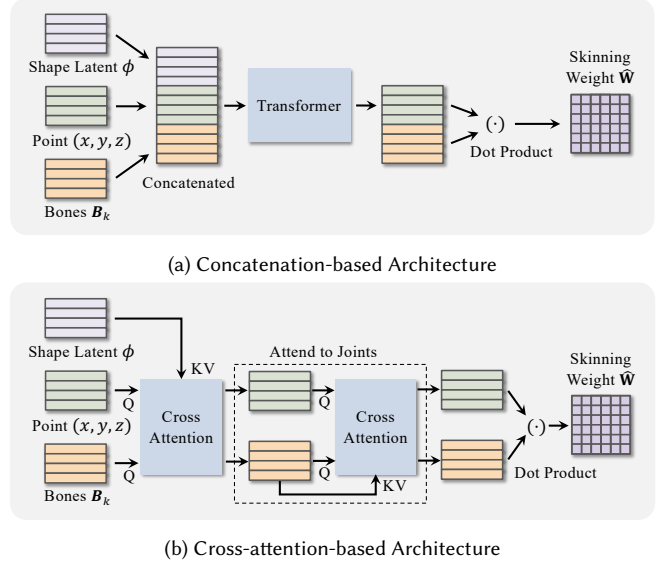 Shape Latent ϕ
Point (x, y, z)
Bones B_k
Concatenated
Transformer
(·)
Dot Product
Skinning
Weight Ŵ
(a) Concatenation-based Architecture
Shape Latent ϕ
Point (x, y, z)
Bones B_k
Q
Q
KV
Cross
Attention
Attend to Joints
Q
Q
KV
Cross
Attention
(·)
Dot Product
Skinning
Weight Ŵ
(b) Cross-attention-based Architecture